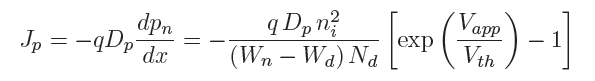 J_p = −qD_p \frac{dp_n}{dx} = −\frac{q D_p n_i^2}{(W_n − W_d) N_d} \left[ \exp\left( \frac{V_{app}}{V_{th}} \right) − 1 \right]